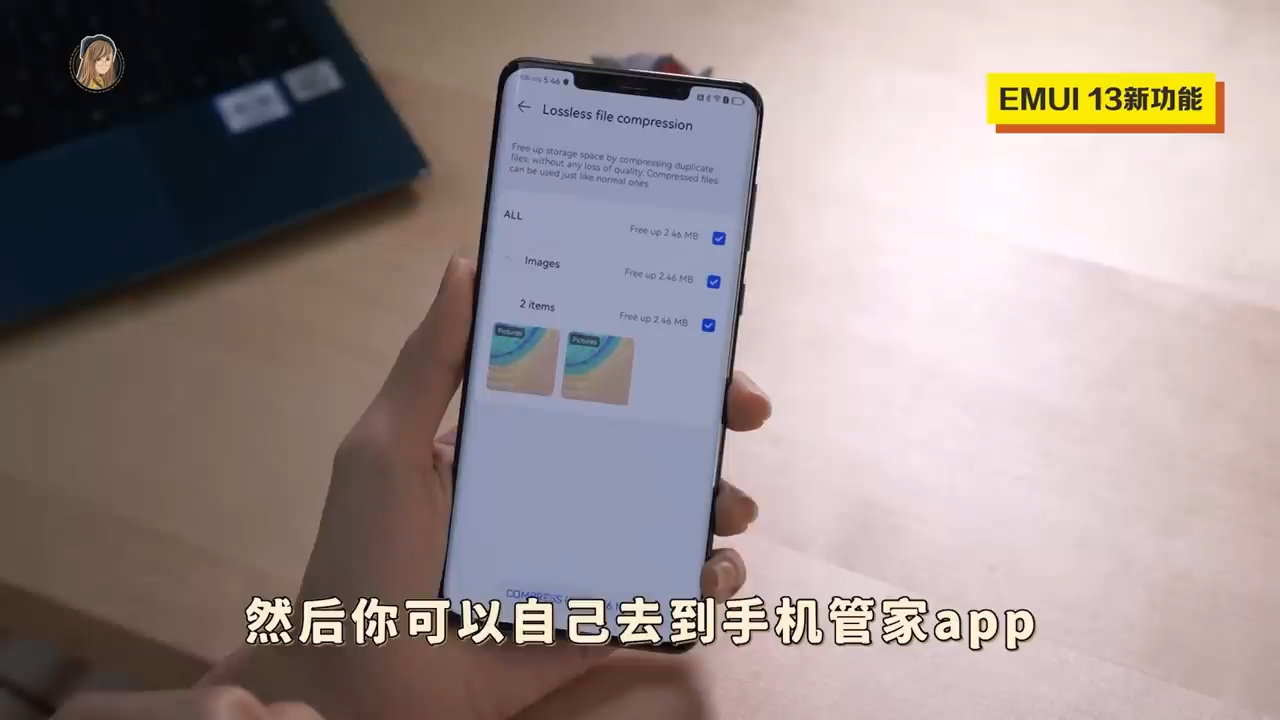 EMUI 13新功能
5:46
Lossless file compression
Free up storage space by compressing duplicate
files, without any loss of quality. Compressed files
can be used just like normal ones
ALL
Free up 2.46 MB
Images
Free up 2.46 MB
2 items
Free up 2.46 MB
Pictures
Pictures
COMPRESS
然后你可以自己去到手机管家app